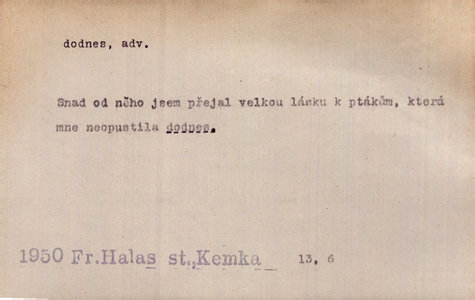 dodnes, adv.
Snad od něho jsem přejal velkou lásku k ptákům, která
mne neopustila dodnes.
1950 Fr.Halas st., Kemka 13, 6